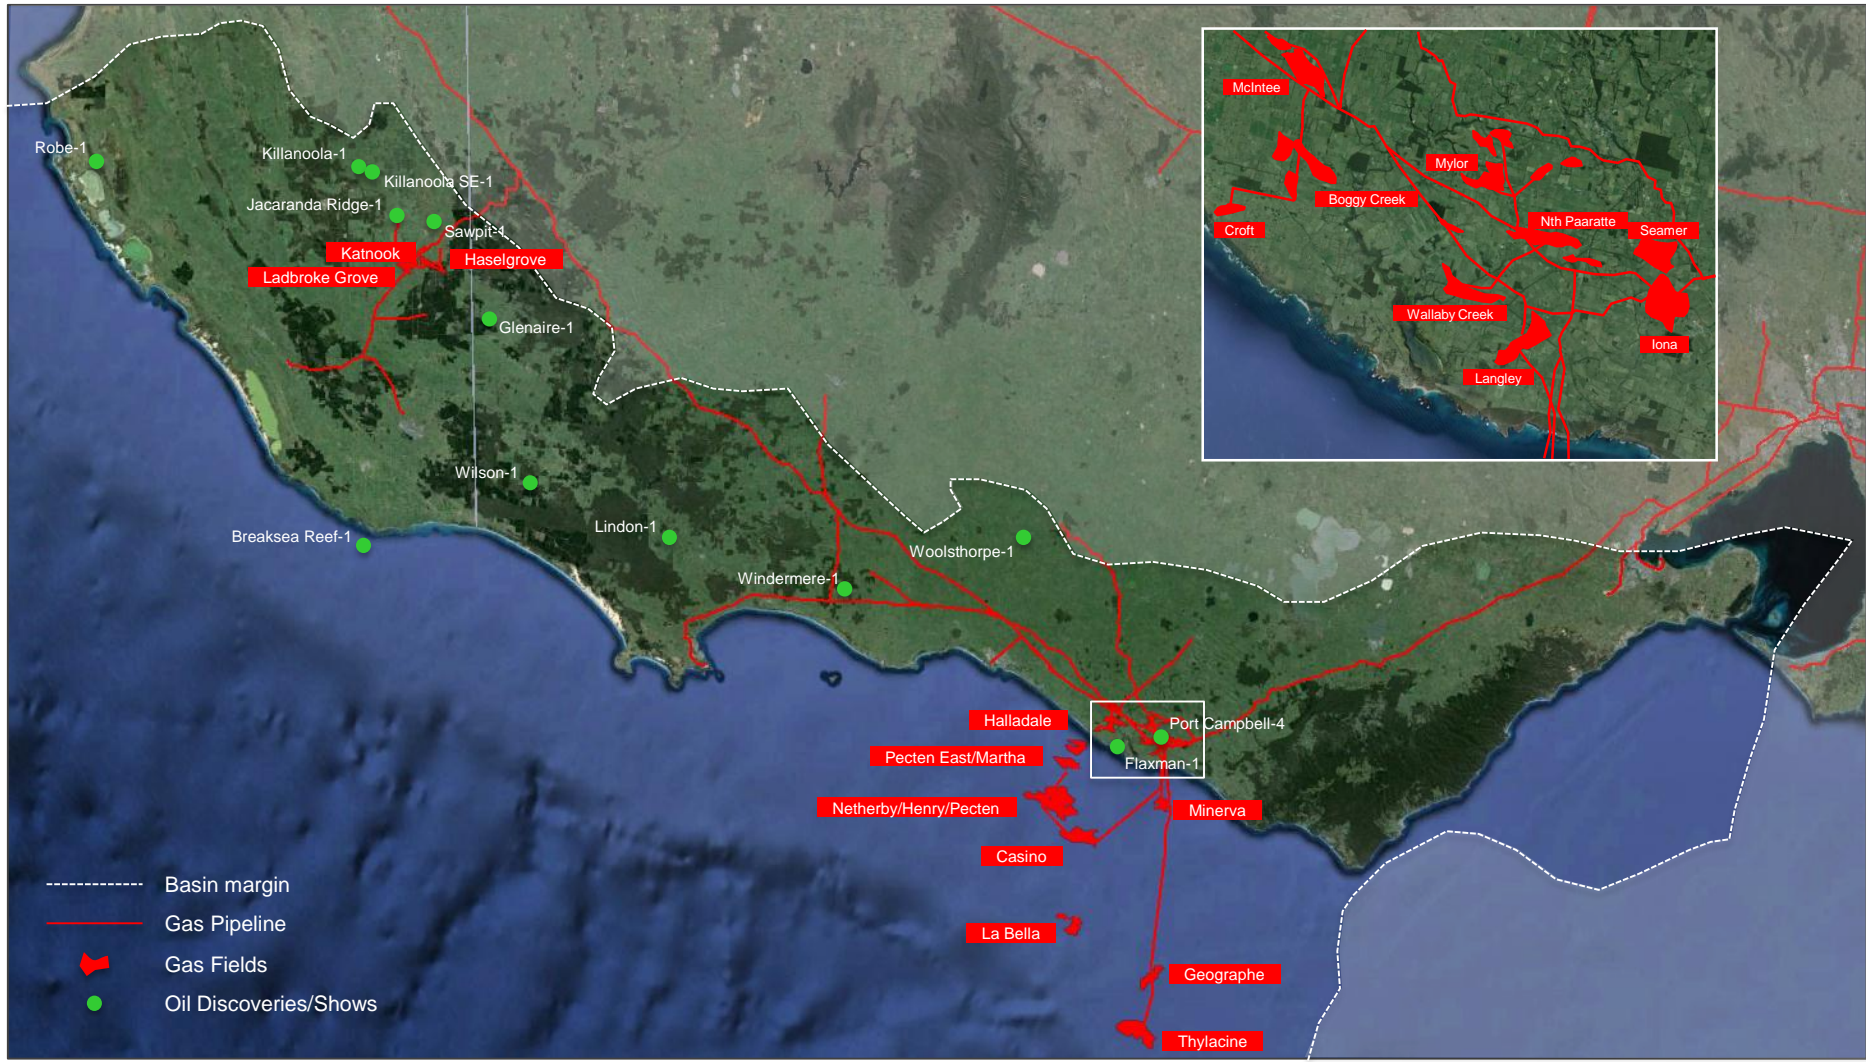 Robe-1
Killanoola-1
Killanoola SE-1
Jacaranda Ridge-1
Sawpit-1
Katnook
Haselgrove
Ladbroke Grove
Glenaire-1
Wilson-1
Breaksea Reef-1
Lindon-1
Windermere-1
Woolsthorpe-1
McIntee
Mylor
Boggy Creek
Croft
Nth Paaratte
Seamer
Wallaby Creek
Iona
Langley
Halladale
Port Campbell-4
Pecten East/Martha
Flaxman-1
Netherby/Henry/Pecten
Minerva
Casino
La Bella
Geographe
Thylacine
Basin margin
Gas Pipeline
Gas Fields
Oil Discoveries/Shows